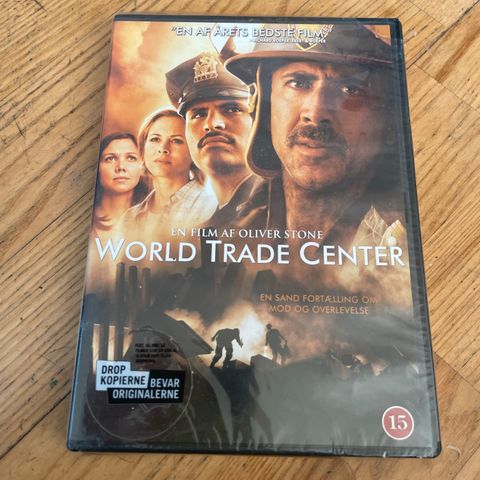 "EN AF ÅRETS BEDSTE FILM"
EN FILM AF OLIVER STONE
WORLD TRADE CENTER
EN SAND FORTÆLLING OM
MOD OG OVERLEVELSE
DROP
KOPIERNE
BEVAR
ORIGINALERNE
15